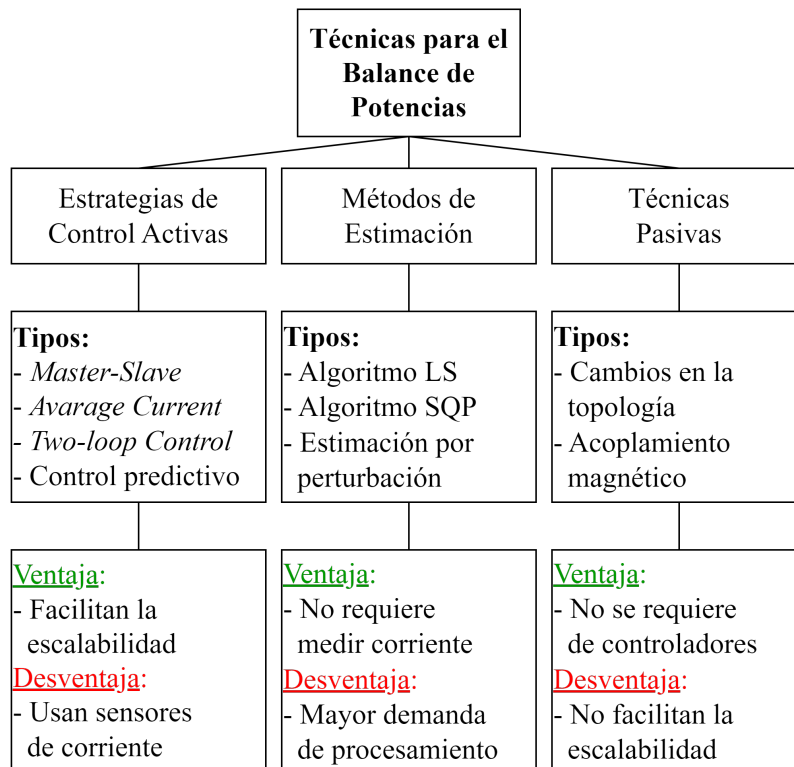 Técnicas para el
Balance de
Potencias
Estrategias de
Control Activas
Métodos de
Estimación
Técnicas
Pasivas
Tipos:
- Master-Slave
- Avarage Current
- Two-loop Control
- Control predictivo
Tipos:
- Algoritmo LS
- Algoritmo SQP
- Estimación por
perturbación
Tipos:
- Cambios en la
topología
- Acoplamiento
magnético
Ventaja:
- Facilitan la
escalabilidad
Desventaja:
- Usan sensores
de corriente
Ventaja:
- No requiere
medir corriente
Desventaja:
- Mayor demanda
de procesamiento
Ventaja:
- No se requiere
de controladores
Desventaja:
- No facilitan la
escalabilidad